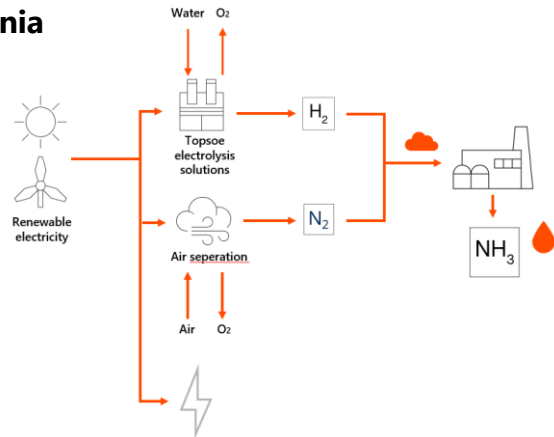 nia
Water O₂
Topsoe
electrolysis
solutions
H₂
Renewable
electricity
Air seperation
N₂
NH₃
Air O₂